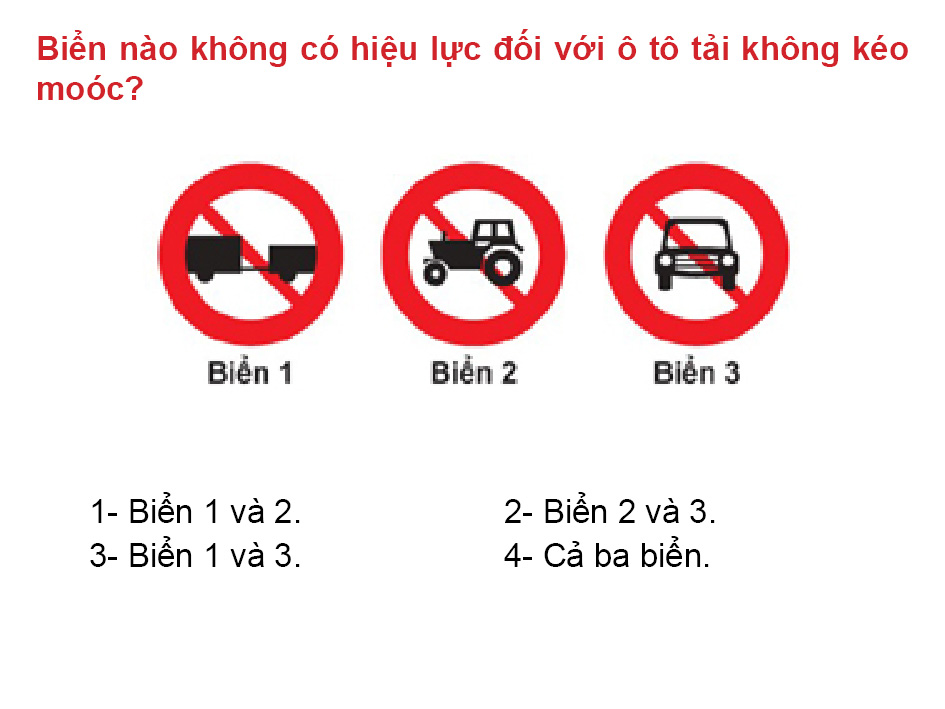 Biển nào không có hiệu lực đối với ô tô tải không kéo
moóc?
Biển 1 Biển 2 Biển 3
1- Biển 1 và 2. 2- Biển 2 và 3.
3- Biển 1 và 3. 4- Cả ba biển.